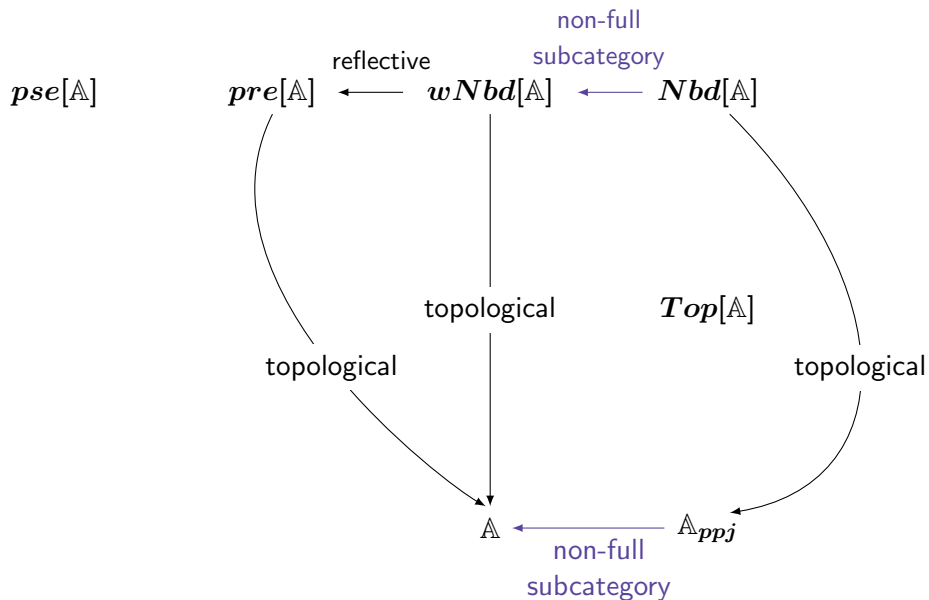 non-full
subcategory
reflective
pse[𝔸] pre[𝔸] wNbd[𝔸] Nbd[𝔸]
topological Top[𝔸]
topological topological
𝔸 𝔸ppj
non-full
subcategory